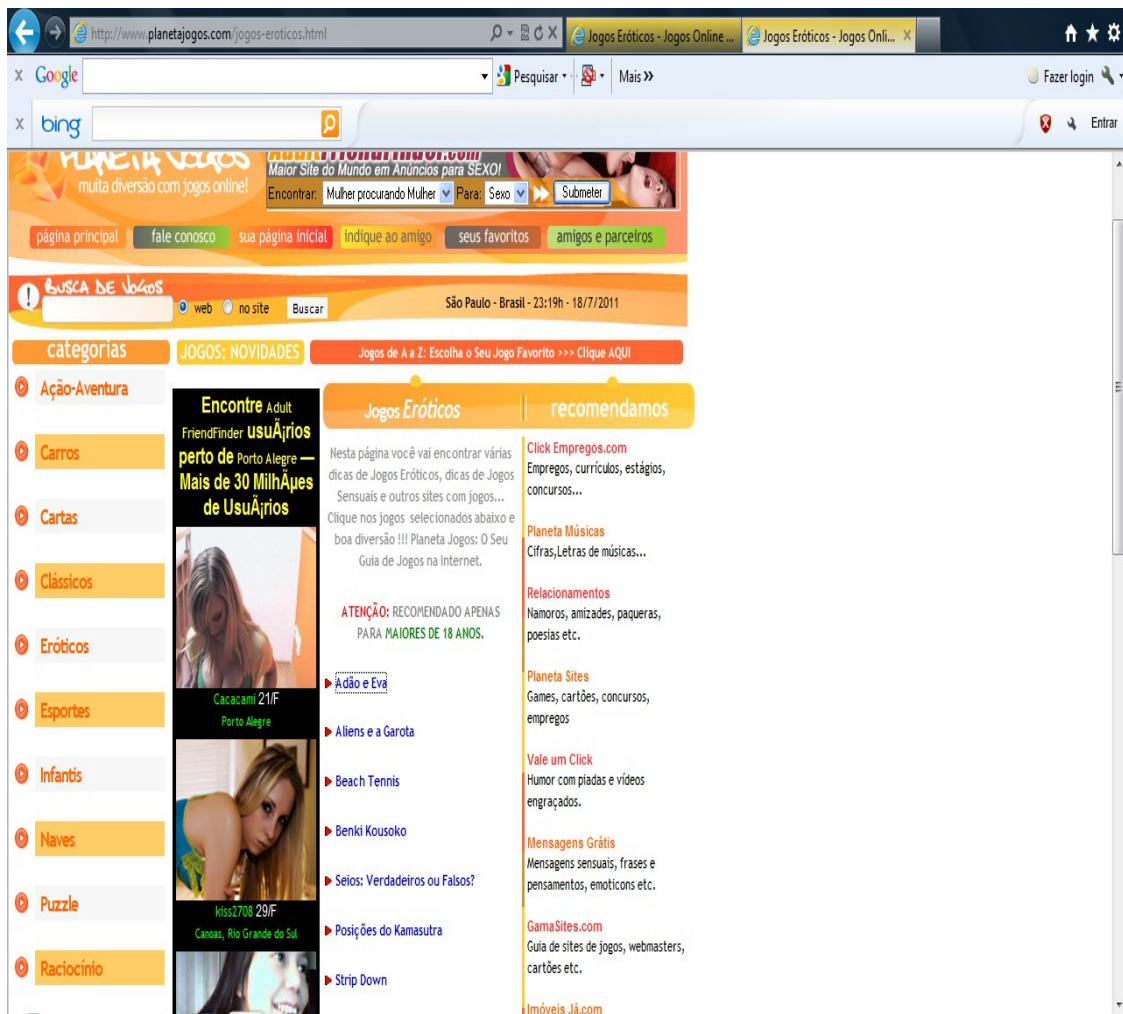 http://www.planetajogos.com/jogos-eroticos.html
Jogos Eróticos - Jogos Online ...
Jogos Eróticos - Jogos Onli...
X Google
Pesquisar
Mais »
Fazer login
x bing
Entrar
PLANETA JOGOS
muita diversão com jogos online!
AdultFriendFinder.com
Maior Site do Mundo em Anúncios para SEXO!
Encontrar: Mulher procurando Mulher Para: Sexo Submeter
página principal
fale conosco
sua página inicial
indique ao amigo
seus favoritos
amigos e parceiros
BUSCA DE JOGOS
web no site Buscar
São Paulo - Brasil - 23:19h - 18/7/2011
categorias
JOGOS: NOVIDADES
Jogos de A a Z: Escolha o Seu Jogo Favorito >>> Clique AQUI
Ação-Aventura
Carros
Cartas
Clássicos
Eróticos
Esportes
Infantis
Naves
Puzzle
Raciocínio
Encontre Adult
FriendFinder usuÃ¡rios
perto de Porto Alegre —
Mais de 30 MilhÃµes
de UsuÃ¡rios
Cacacami 21/F
Porto Alegre
kiss2708 29/F
Canoas, Rio Grande do Sul
Jogos Eróticos
Nesta página você vai encontrar várias
dicas de Jogos Eróticos, dicas de Jogos
Sensuais e outros sites com jogos...
Clique nos jogos selecionados abaixo e
boa diversão !!! Planeta Jogos: O Seu
Guia de Jogos na Internet.
ATENÇÃO: RECOMENDADO APENAS
PARA MAIORES DE 18 ANOS.
Adão e Eva
Aliens e a Garota
Beach Tennis
Benki Kousoko
Seios: Verdadeiros ou Falsos?
Posições do Kamasutra
Strip Down
recomendamos
Click Empregos.com
Empregos, currículos, estágios,
concursos...
Planeta Músicas
Cifras,Letras de músicas...
Relacionamentos
Namoros, amizades, paqueras,
poesias etc.
Planeta Sites
Games, cartões, concursos,
empregos
Vale um Click
Humor com piadas e vídeos
engraçados.
Mensagens Grátis
Mensagens sensuais, frases e
pensamentos, emoticons etc.
GamaSites.com
Guia de sites de jogos, webmasters,
cartões etc.
Imóveis Já.com